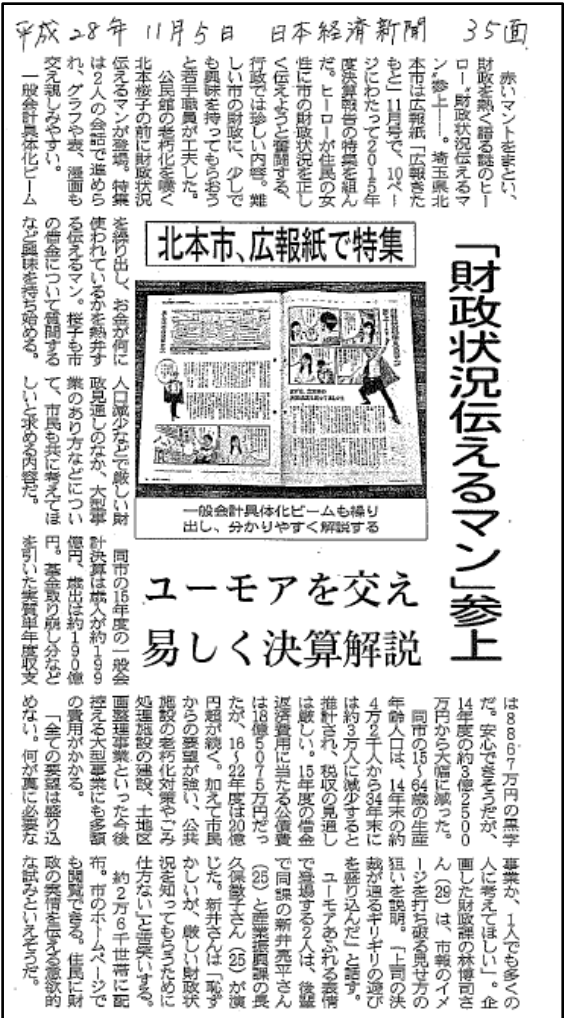 平成28年11月5日 日本経済新聞 35面
「財政状況伝えるマン」参上
北本市、広報紙で特集
ユーモアを交え
易しく決算解説
赤いマントをまとい、
財政を熱く語る謎のヒー
ロー"財政状況伝えるマ
ン"参上――。埼玉県北
本市は広報紙「広報きた
もと」11月号で、10ペー
ジにわたって2015年
度決算報告の特集を組ん
だ。ヒーローが住民の女
性に市の財政状況を正し
く伝えようと奮闘する、
行政では珍しい内容。難
しい市の財政に、少しで
も興味を持ってもらおう
と若手職員が工夫した。
公民館の老朽化を嘆く
北本桜子の前に財政状況
伝えるマンが登場。特集
は2人の会話で進めら
れ、グラフや表、漫画も
交え親しみやすい。
一般会計具体化ビーム
を繰り出し、お金が何に
使われているかを熱弁す
る伝えるマン。桜子も市
の借金について質問する
など興味を持ち始める。
一般会計具体化ビームも繰り
出し、分かりやすく解説する
人口減少などで厳しい財
政見通しのなか、大型事
業のあり方などについ
て、市民も共に考えてほ
しいと求める内容だ。
同市の15年度の一般会
計決算は歳入が約199
億円、歳出は約190億
円。基金取り崩し分など
を引いた実質単年度収支
は8867万円の黒字
だ。安心できそうだが、
14年度の約3億2500
万円から大幅に減った。
同市の15~64歳の生産
年齢人口は、14年末の約
4万2千人から34年末に
は約3万人に減少すると
推計され、税収の見通し
は厳しい。15年度の借金
返済費用に当たる公債費
は18億5075万円だっ
たが、16~22年度は20億
円超が続く。加えて市民
からの要望が強い、公共
施設の老朽化対策やごみ
処理施設の建設、土地区
画整理事業といった今後
控える大型事業にも多額
の費用がかかる。
「全ての要望は盛り込
めない。何が真に必要な
事業か、1人でも多くの
人に考えてほしい」。企
画した財政課の林博司さ
ん(29)は、市報のイメ
ージを打ち破る見せ方の
狙いを説明。「上司の決
裁が通るギリギリの遊び
を盛り込んだ」と話す。
ユーモアあふれる表情
で登場する2人は、後輩
で同課の新井亮平さん
(25)と産業振興課の長
久保敬子さん(25)が演
じた。新井さんは「恥ず
かしいが、厳しい財政状
況を知ってもらうために
仕方ない」と苦笑いする。
約2万6千世帯に配
布。市のホームページで
も閲覧できる。住民に財
政の実情を伝える意欲的
な試みといえそうだ。